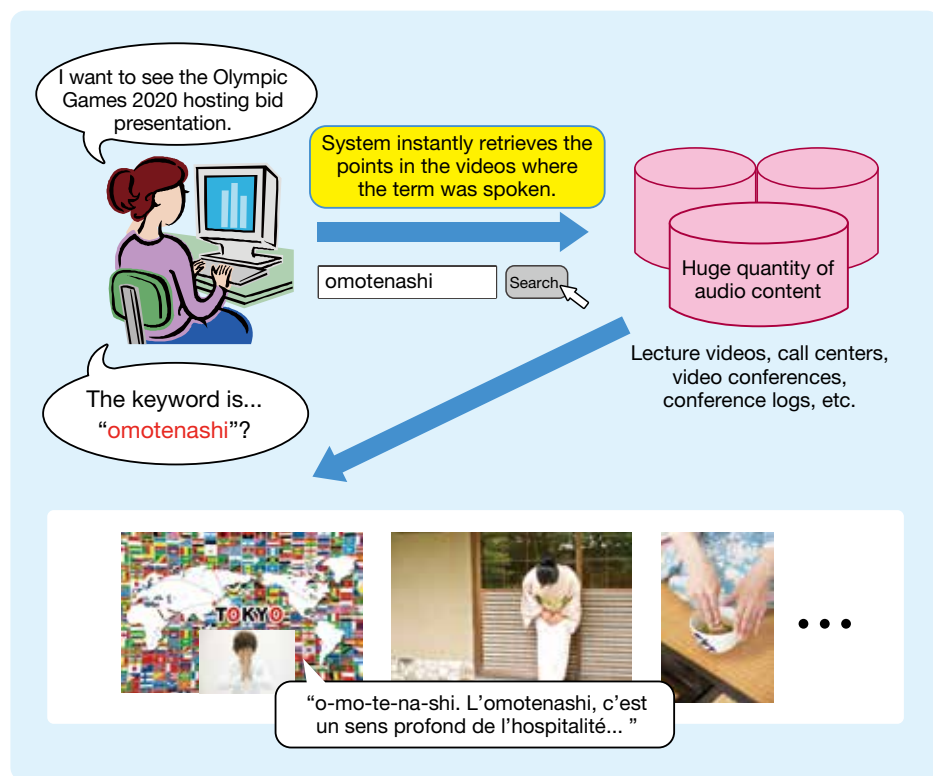 I want to see the Olympic
Games 2020 hosting bid
presentation.
System instantly retrieves the
points in the videos where
the term was spoken.
omotenashi
Search
Huge quantity of
audio content
Lecture videos, call centers,
video conferences,
conference logs, etc.
The keyword is...
“omotenashi”?
TOKYO
“o-mo-te-na-shi. L’omotenashi, c’est
un sens profond de l’hospitalité... ”